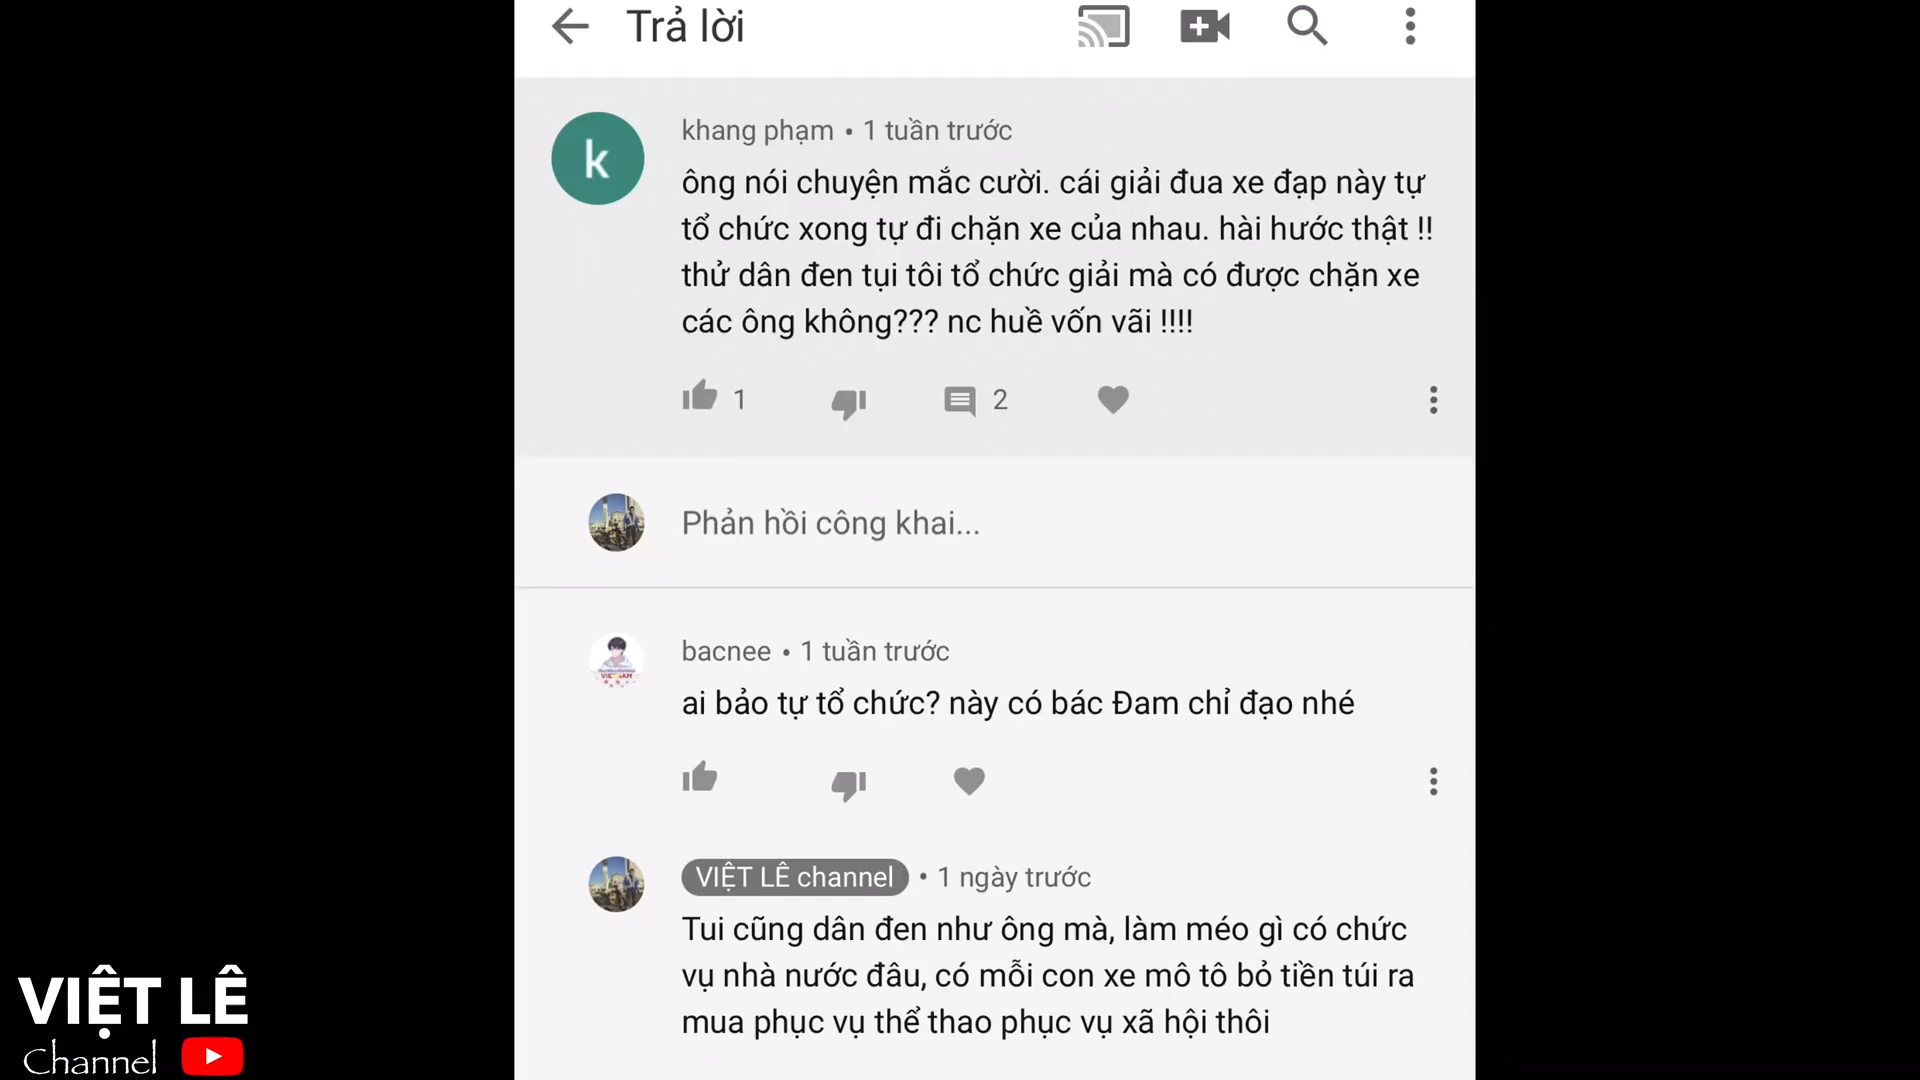 Trả lời
k
khang phạm • 1 tuần trước
ông nói chuyện mắc cười. cái giải đua xe đạp này tự
tổ chức xong tự đi chặn xe của nhau. hài hước thật !!
thử dân đen tụi tôi tổ chức giải mà có được chặn xe
các ông không??? nc huề vốn vãi !!!!
1
2
Phản hồi công khai...
bacnee • 1 tuần trước
ai bảo tự tổ chức? này có bác Đam chỉ đạo nhé
VIỆT LÊ channel • 1 ngày trước
Tui cũng dân đen như ông mà, làm méo gì có chức
vụ nhà nước đâu, có mỗi con xe mô tô bỏ tiền túi ra
mua phục vụ thể thao phục vụ xã hội thôi
VIỆT LÊ
Channel